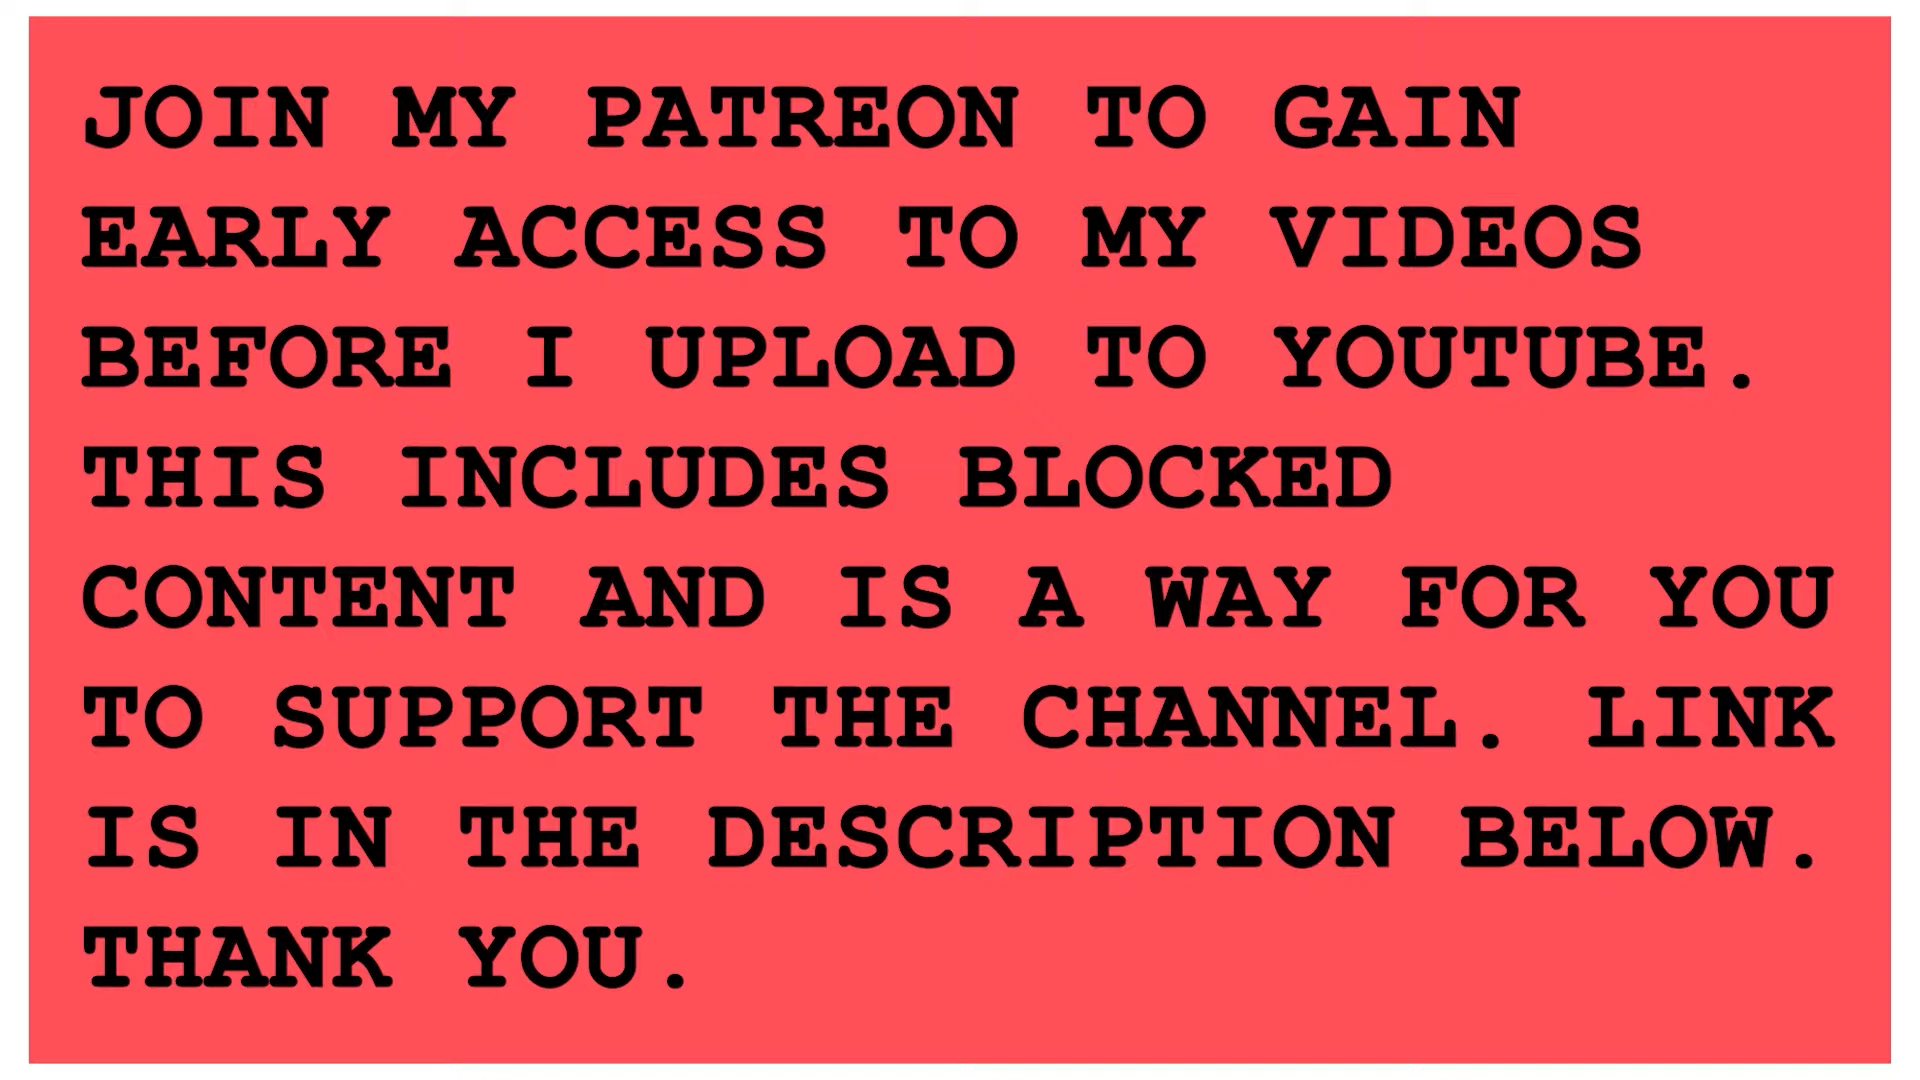 JOIN MY PATREON TO GAIN
EARLY ACCESS TO MY VIDEOS
BEFORE I UPLOAD TO YOUTUBE.
THIS INCLUDES BLOCKED
CONTENT AND IS A WAY FOR YOU
TO SUPPORT THE CHANNEL. LINK
IS IN THE DESCRIPTION BELOW.
THANK YOU.